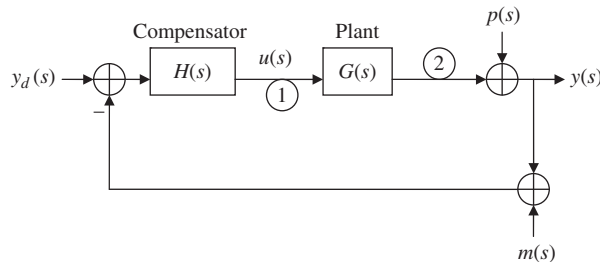 Compensator
Plant
p(s)
y_d(s)
H(s)
u(s)
1
G(s)
2
y(s)
−
m(s)